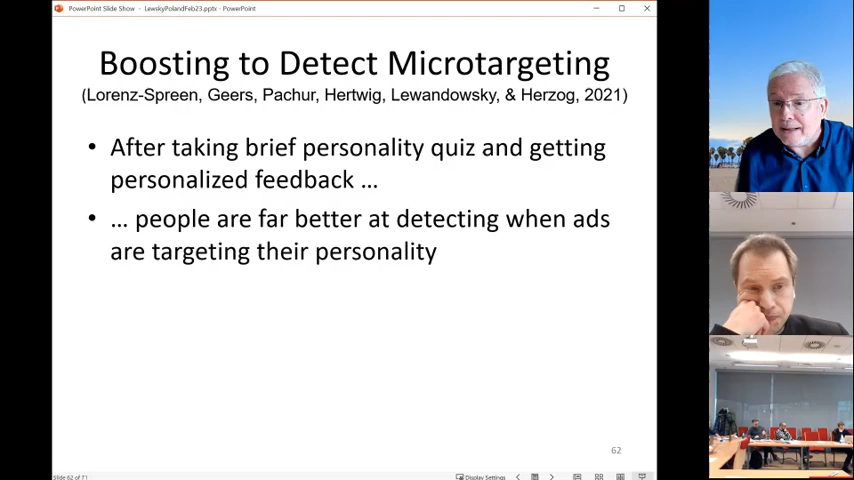 PowerPoint Slide Show - LewskyPolandFeb23.pptx - PowerPoint
Boosting to Detect Microtargeting
(Lorenz-Spreen, Geers, Pachur, Hertwig, Lewandowsky, & Herzog, 2021)
• After taking brief personality quiz and getting
personalized feedback …
• … people are far better at detecting when ads
are targeting their personality
62
Slide 62 of 71
Display Settings